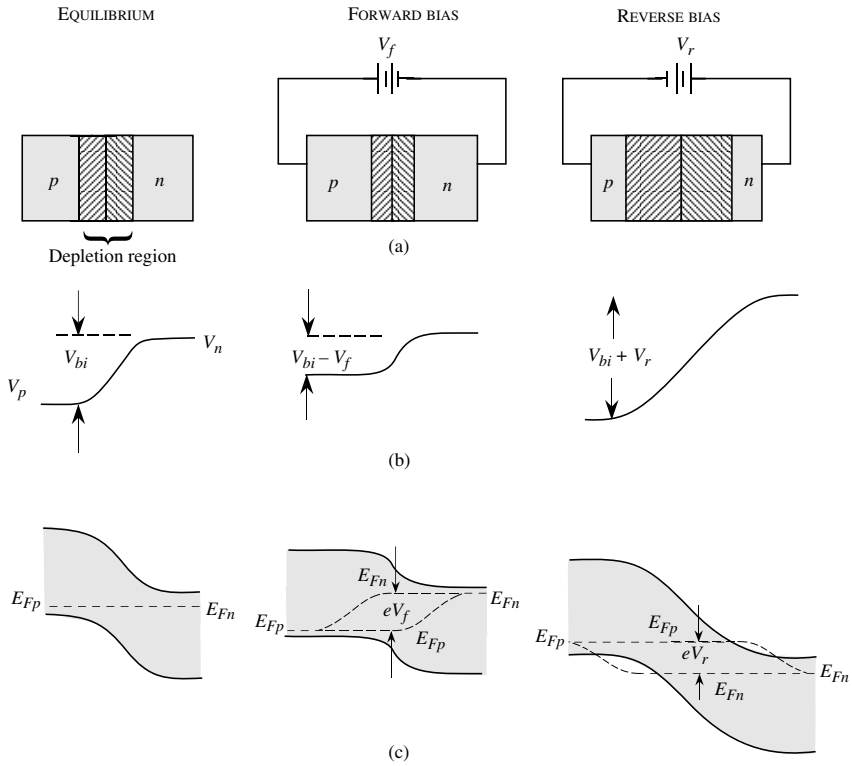 EQUILIBRIUM
FORWARD BIAS
REVERSE BIAS
V_f
V_r
p
n
p
n
p
n
Depletion region
(a)
V_bi
V_n
V_p
V_bi – V_f
V_bi + V_r
(b)
E_Fp
E_Fn
E_Fn
E_Fn
eV_f
E_Fp
E_Fp
E_Fp
E_Fp
eV_r
E_Fn
E_Fn
(c)